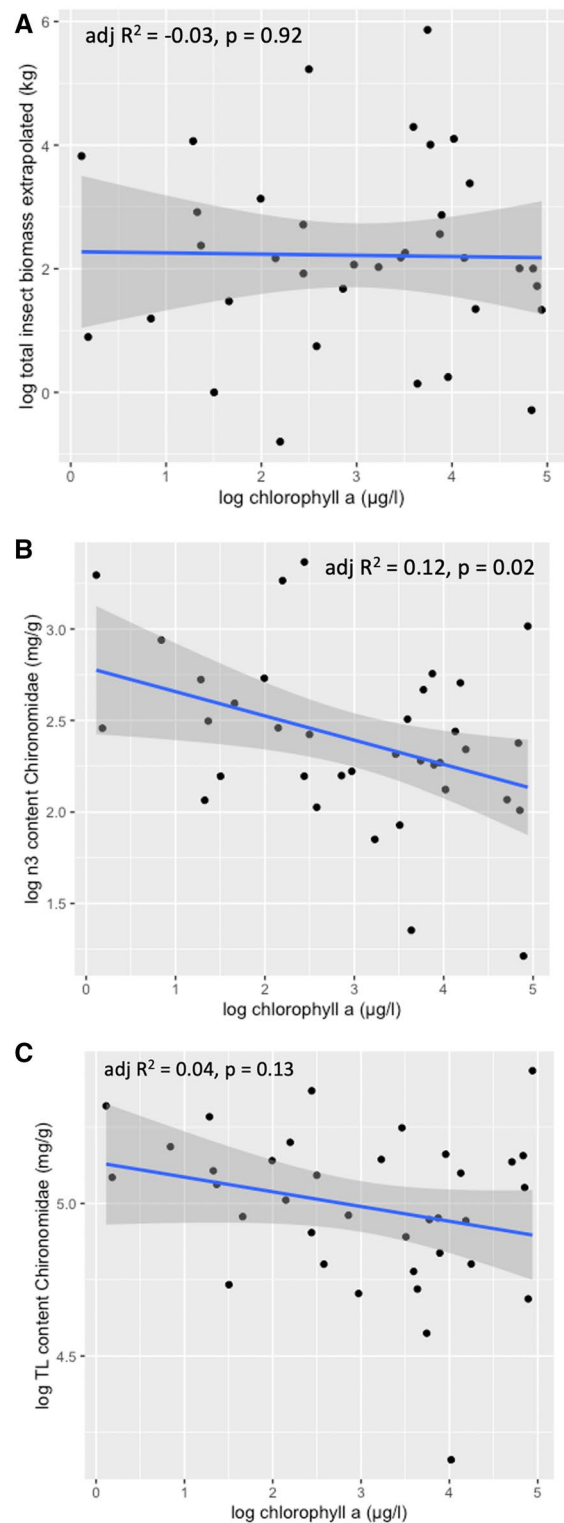 A
adj R² = -0.03, p = 0.92
log total insect biomass extrapolated (kg)
6
4
2
0
0 1 2 3 4 5
log chlorophyll a (µg/l)
B
adj R² = 0.12, p = 0.02
log n3 content Chironomidae (mg/g)
3.0
2.5
2.0
1.5
0 1 2 3 4 5
log chlorophyll a (µg/l)
C
adj R² = 0.04, p = 0.13
log TL content Chironomidae (mg/g)
5.0
4.5
0 1 2 3 4 5
log chlorophyll a (µg/l)